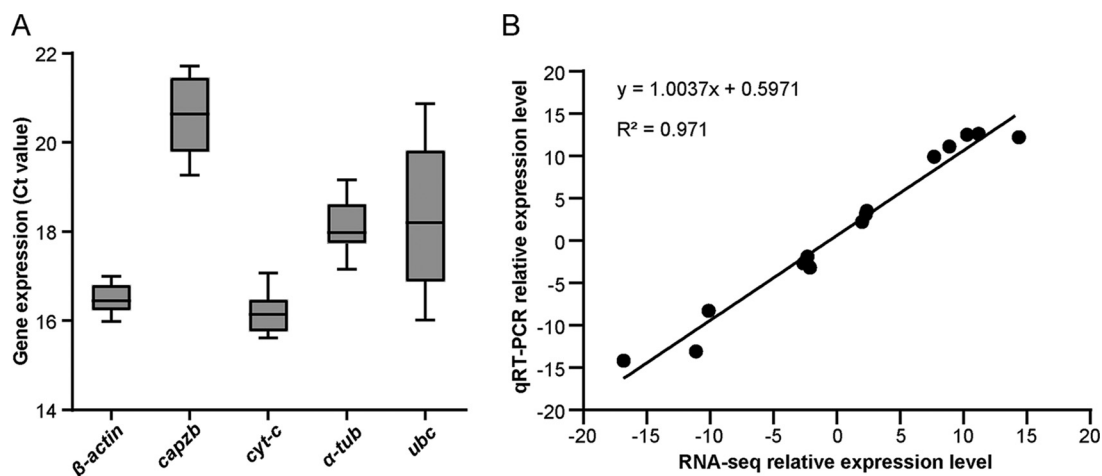 A
Gene expression (Ct value)
22
20
18
16
14
β-actin
capzb
cyt-c
α-tub
ubc
B
qRT-PCR relative expression level
20
15
10
5
0
-5
-10
-15
-20
y = 1.0037x + 0.5971
R² = 0.971
-20
-15
-10
-5
0
5
10
15
20
RNA-seq relative expression level